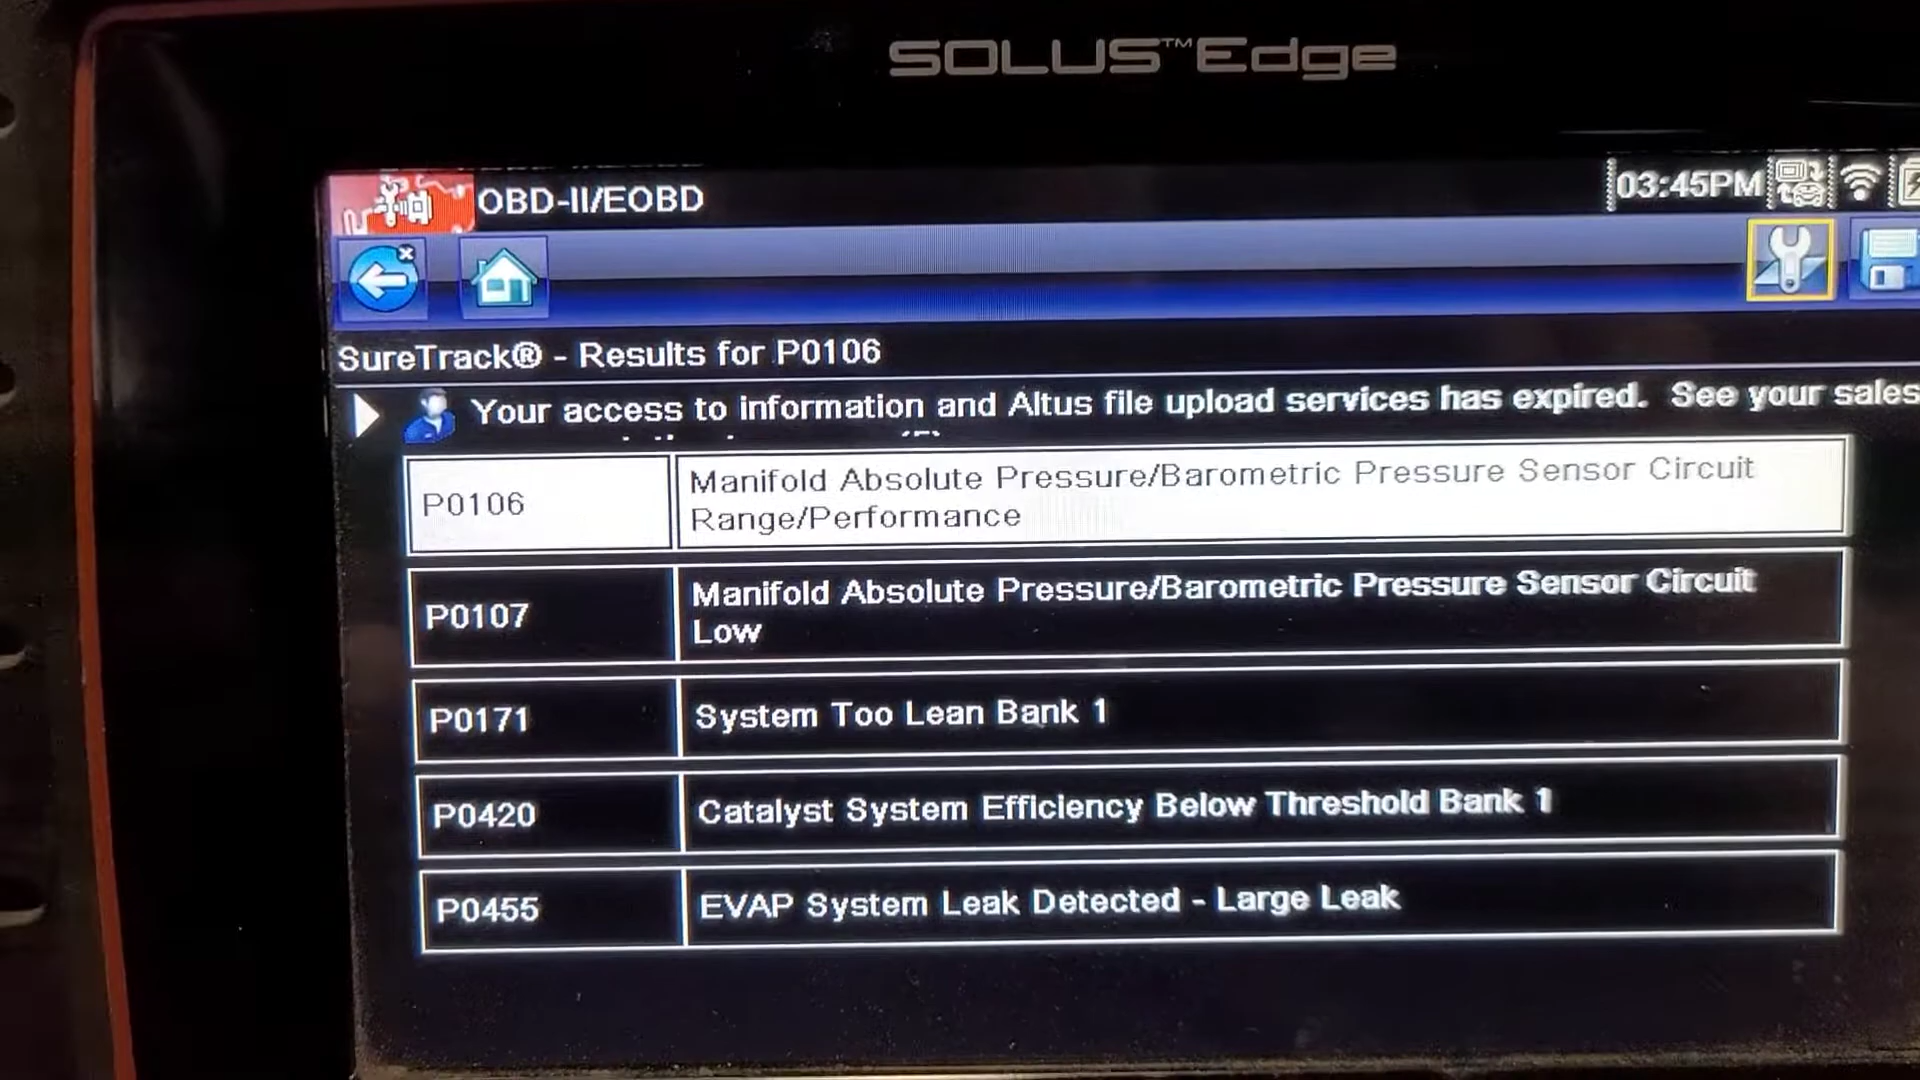 SOLUS™Edge
OBD-II/EOBD
03:45PM
SureTrack® - Results for P0106
Your access to information and Altus file upload services has expired. See your sales
P0106
Manifold Absolute Pressure/Barometric Pressure Sensor Circuit
Range/Performance
P0107
Manifold Absolute Pressure/Barometric Pressure Sensor Circuit
Low
P0171
System Too Lean Bank 1
P0420
Catalyst System Efficiency Below Threshold Bank 1
P0455
EVAP System Leak Detected - Large Leak